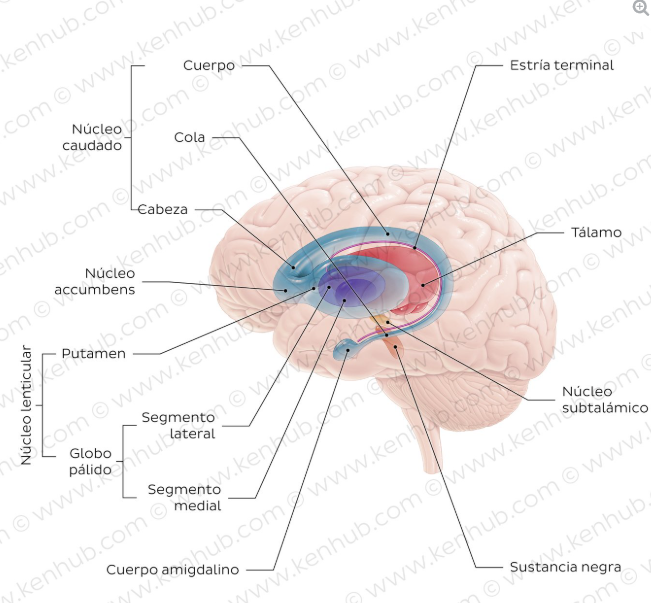 Cuerpo
Estría terminal
Núcleo
caudado
Cola
Cabeza
Tálamo
Núcleo
accumbens
Núcleo lenticular
Putamen
Segmento
lateral
Globo
pálido
Segmento
medial
Núcleo
subtalámico
Cuerpo amigdalino
Sustancia negra
© www.kenhub.com